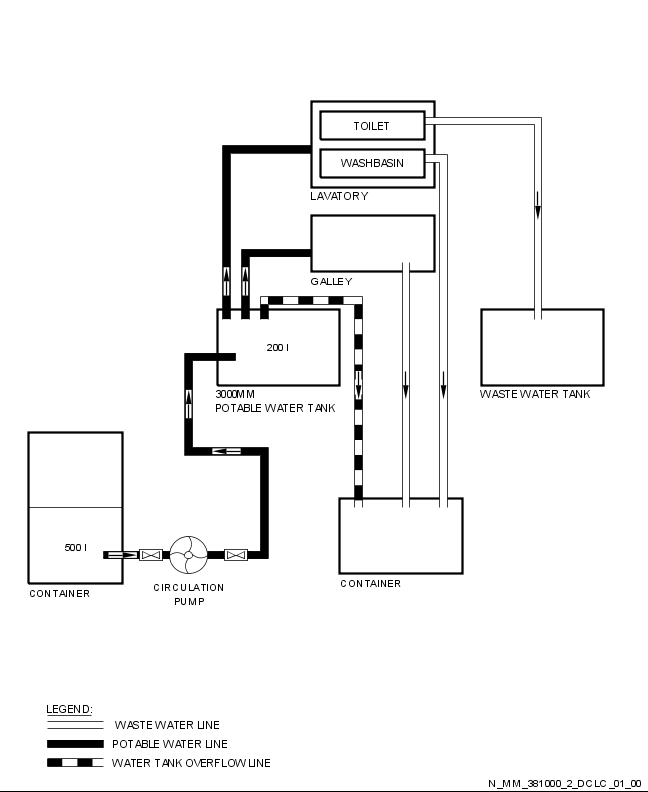 TOILET
WASHBASIN
LAVATORY
GALLEY
200 l
3000MM
POTABLE WATER TANK
WASTE WATER TANK
500 l
CONTAINER
CIRCULATION
PUMP
CONTAINER
LEGEND:
WASTE WATER LINE
POTABLE WATER LINE
WATER TANK OVERFLOW LINE
N_MM_381000_2_DCLC_01_00